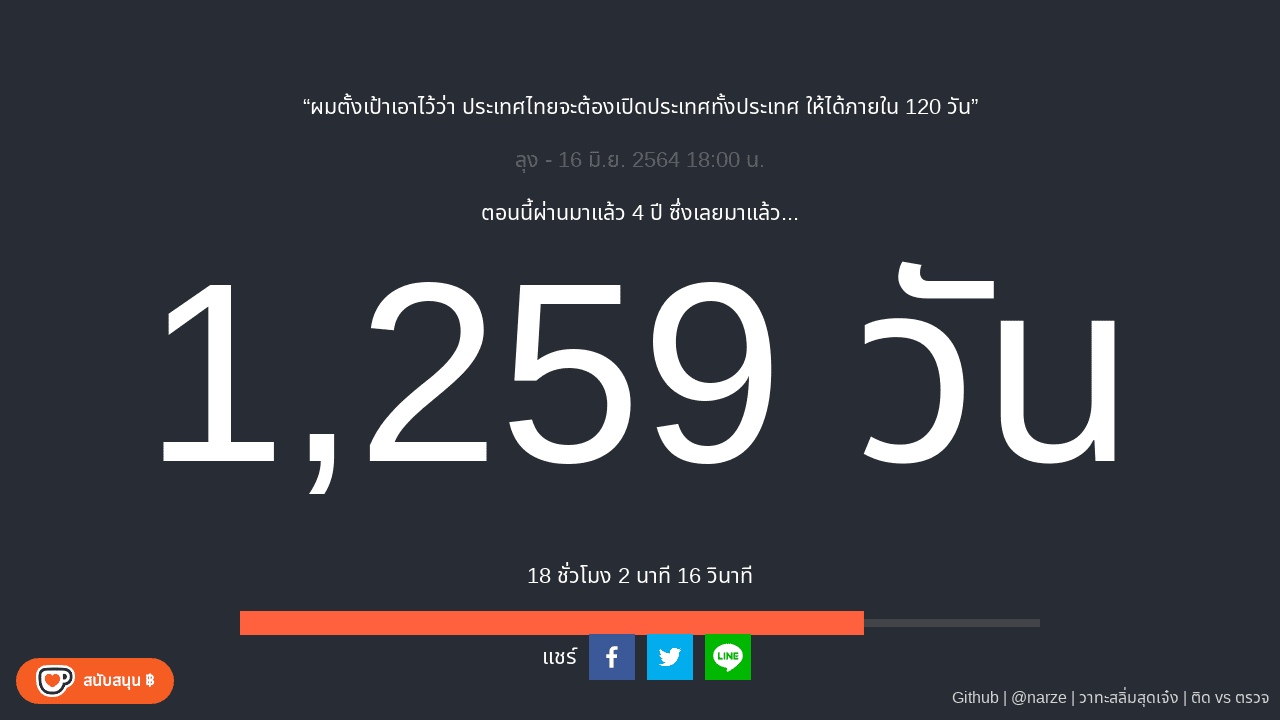 “ผมตั้งเป้าเอาไว้ว่า ประเทศไทยจะต้องเปิดประเทศทั้งประเทศ ให้ได้ภายใน 120 วัน”
ลุง - 16 มิ.ย. 2564 18:00 น.
ตอนนี้ผ่านมาแล้ว 4 ปี ซึ่งเลยมาแล้ว...
1,259 วัน
18 ชั่วโมง 2 นาที 16 วินาที
แชร์
LINE
สนับสนุน ฿
Github | @narze | วาทะสลิ่มสุดเจ๋ง | ติด vs ตรวจ